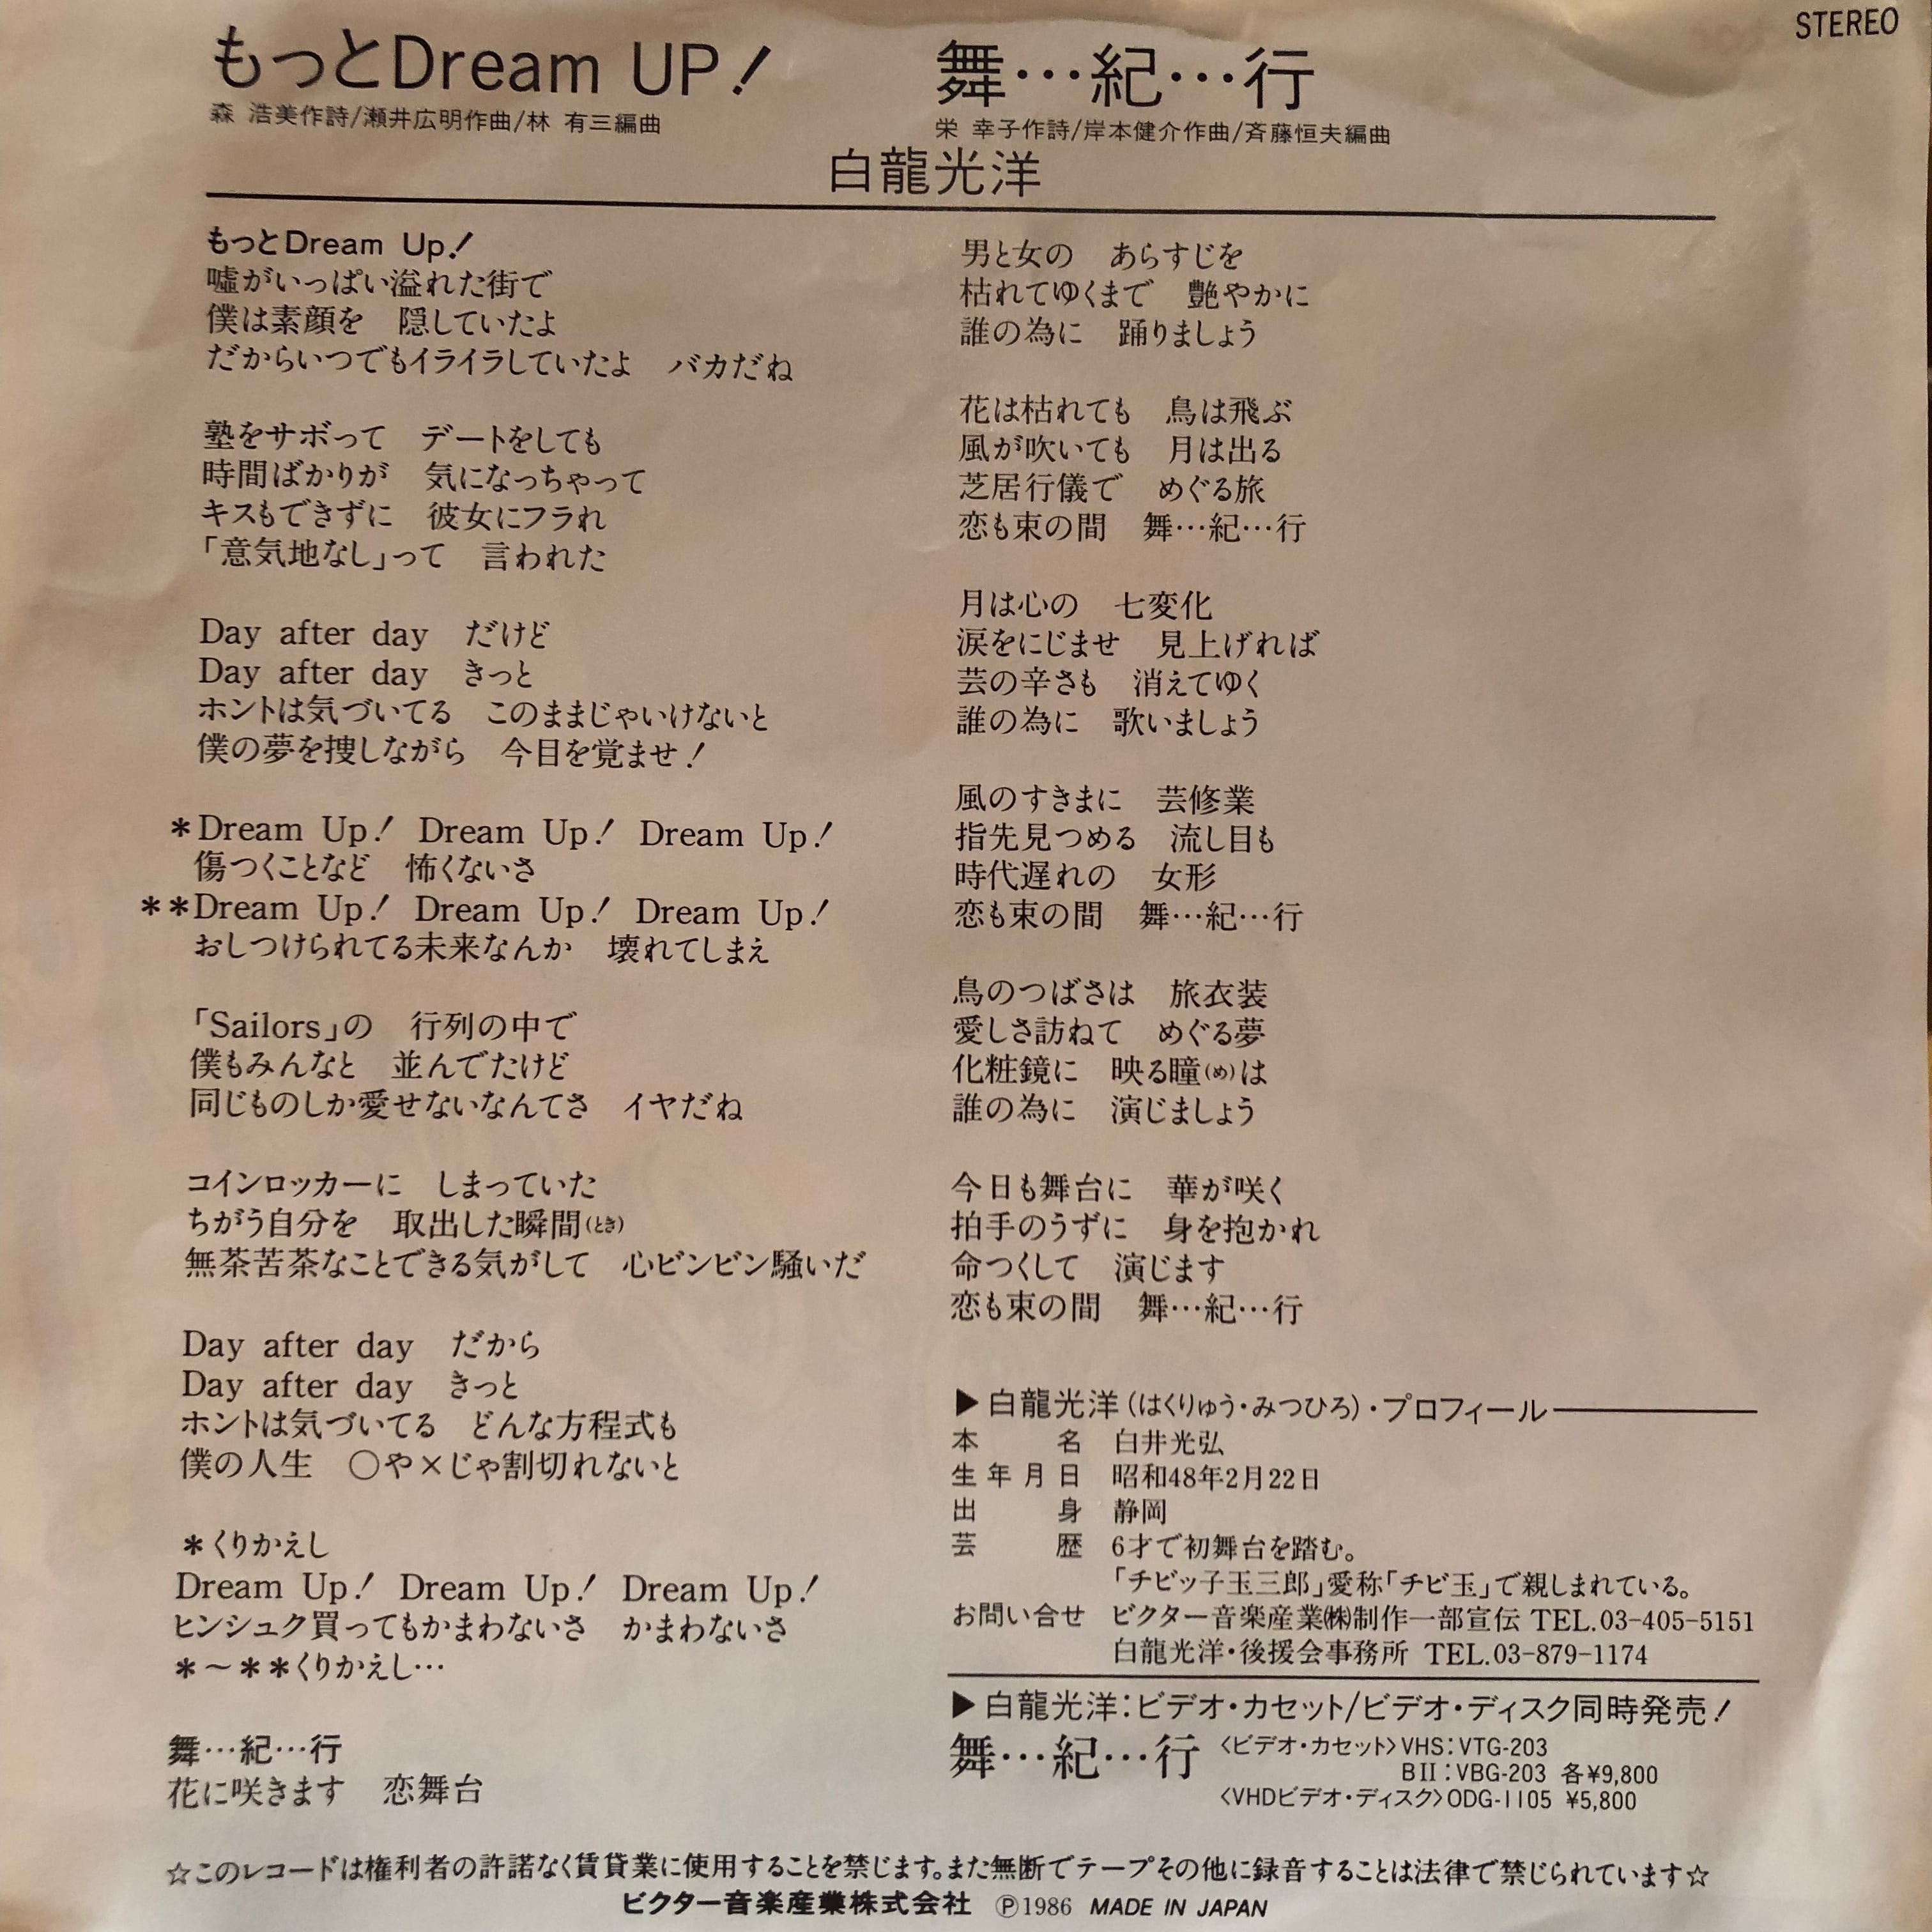 STEREO
もっとDream UP!
森 浩美作詩/瀬井広明作曲/林 有三編曲
舞…紀…行
栄 幸子作詩/岸本健介作曲/斉藤恒夫編曲
白龍光洋
もっとDream Up!
嘘がいっぱい溢れた街で
僕は素顔を 隠していたよ
だからいつでもイライラしていたよ バカだね
塾をサボって デートをしても
時間ばかりが 気になっちゃって
キスもできずに 彼女にフラれ
「意気地なし」って 言われた
Day after day だけど
Day after day きっと
ホントは気づいてる このままじゃいけないと
僕の夢を捜しながら 今目を覚ませ!
*Dream Up! Dream Up! Dream Up!
傷つくことなど 怖くないさ
**Dream Up! Dream Up! Dream Up!
おしつけられてる未来なんか 壊れてしまえ
「Sailors」の 行列の中で
僕もみんなと 並んでたけど
同じものしか愛せないなんてさ イヤだね
コインロッカーに しまっていた
ちがう自分を 取出した瞬間(とき)
無茶苦茶なことできる気がして 心ビンビン騒いだ
Day after day だから
Day after day きっと
ホントは気づいてる どんな方程式も
僕の人生 ○や×じゃ割切れないと
*くりかえし
Dream Up! Dream Up! Dream Up!
ヒンシュク買ってもかまわないさ かまわないさ
*~**くりかえし…
舞…紀…行
花に咲きます 恋舞台
男と女の あらすじを
枯れてゆくまで 艶やかに
誰の為に 踊りましょう
花は枯れても 鳥は飛ぶ
風が吹いても 月は出る
芝居行儀で めぐる旅
恋も束の間 舞…紀…行
月は心の 七変化
涙をにじませ 見上げれば
芸の辛さも 消えてゆく
誰の為に 歌いましょう
風のすきまに 芸修業
指先見つめる 流し目も
時代遅れの 女形
恋も束の間 舞…紀…行
鳥のつばさは 旅衣装
愛しさ訪ねて めぐる夢
化粧鏡に 映る瞳(め)は
誰の為に 演じましょう
今日も舞台に 華が咲く
拍手のうずに 身を抱かれ
命つくして 演じます
恋も束の間 舞…紀…行
▶白龍光洋(はくりゅう・みつひろ)・プロフィール
本名 白井光弘
生年月日 昭和48年2月22日
出身 静岡
芸歴 6才で初舞台を踏む。
「チビッ子玉三郎」愛称「チビ玉」で親しまれている。
お問い合せ ビクター音楽産業㈱制作一部宣伝 TEL.03-405-5151
白龍光洋・後援会事務所 TEL.03-879-1174
▶白龍光洋:ビデオ・カセット/ビデオ・ディスク同時発売!
舞…紀…行 〈ビデオ・カセット〉VHS:VTG-203
BII:VBG-203 各¥9,800
〈VHDビデオ・ディスク〉ODG-1105 ¥5,800
☆このレコードは権利者の許諾なく賃貸業に使用することを禁じます。また無断でテープその他に録音することは法律で禁じられています☆
ビクター音楽産業株式会社 Ⓟ1986 MADE IN JAPAN